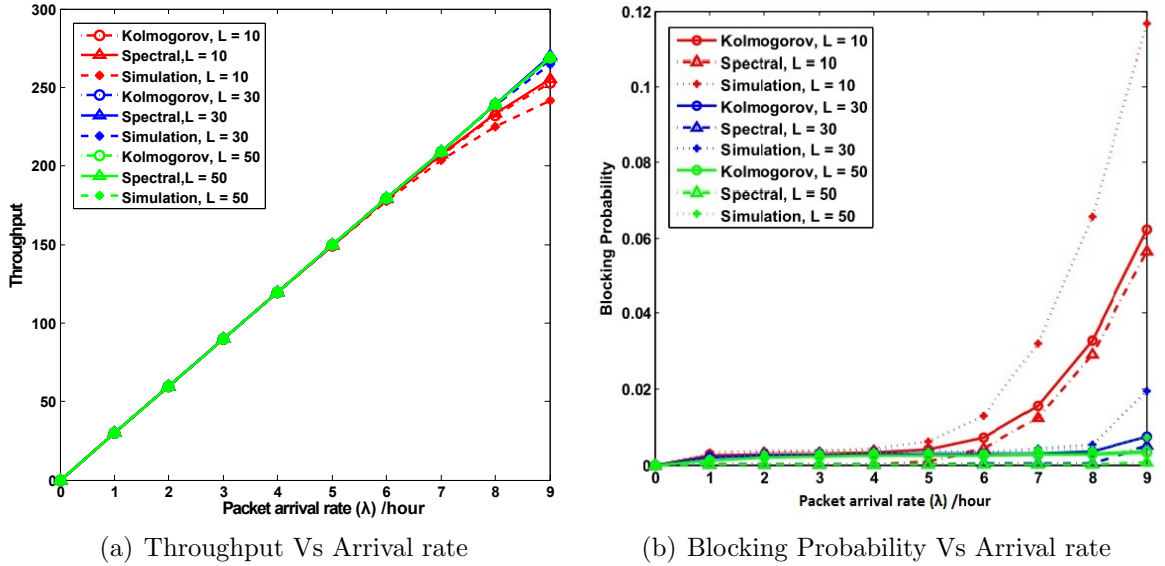 300
250
200
150
100
50
0
Throughput
Kolmogorov, L = 10
Spectral,L = 10
Simulation, L = 10
Kolmogorov, L = 30
Spectral,L = 30
Simulation, L = 30
Kolmogorov, L = 50
Spectral,L = 50
Simulation, L = 50
0 1 2 3 4 5 6 7 8 9
Packet arrival rate (λ) /hour
(a) Throughput Vs Arrival rate
0.12
0.1
0.08
0.06
0.04
0.02
0
Blocking Probability
Kolmogorov, L = 10
Spectral, L = 10
Simulation, L = 10
Kolmogorov, L = 30
Spectral, L = 30
Simulation, L = 30
Kolmogorov, L = 50
Spectral, L = 50
Simulation, L = 50
0 1 2 3 4 5 6 7 8 9
Packet arrival rate (λ) /hour
(b) Blocking Probability Vs Arrival rate